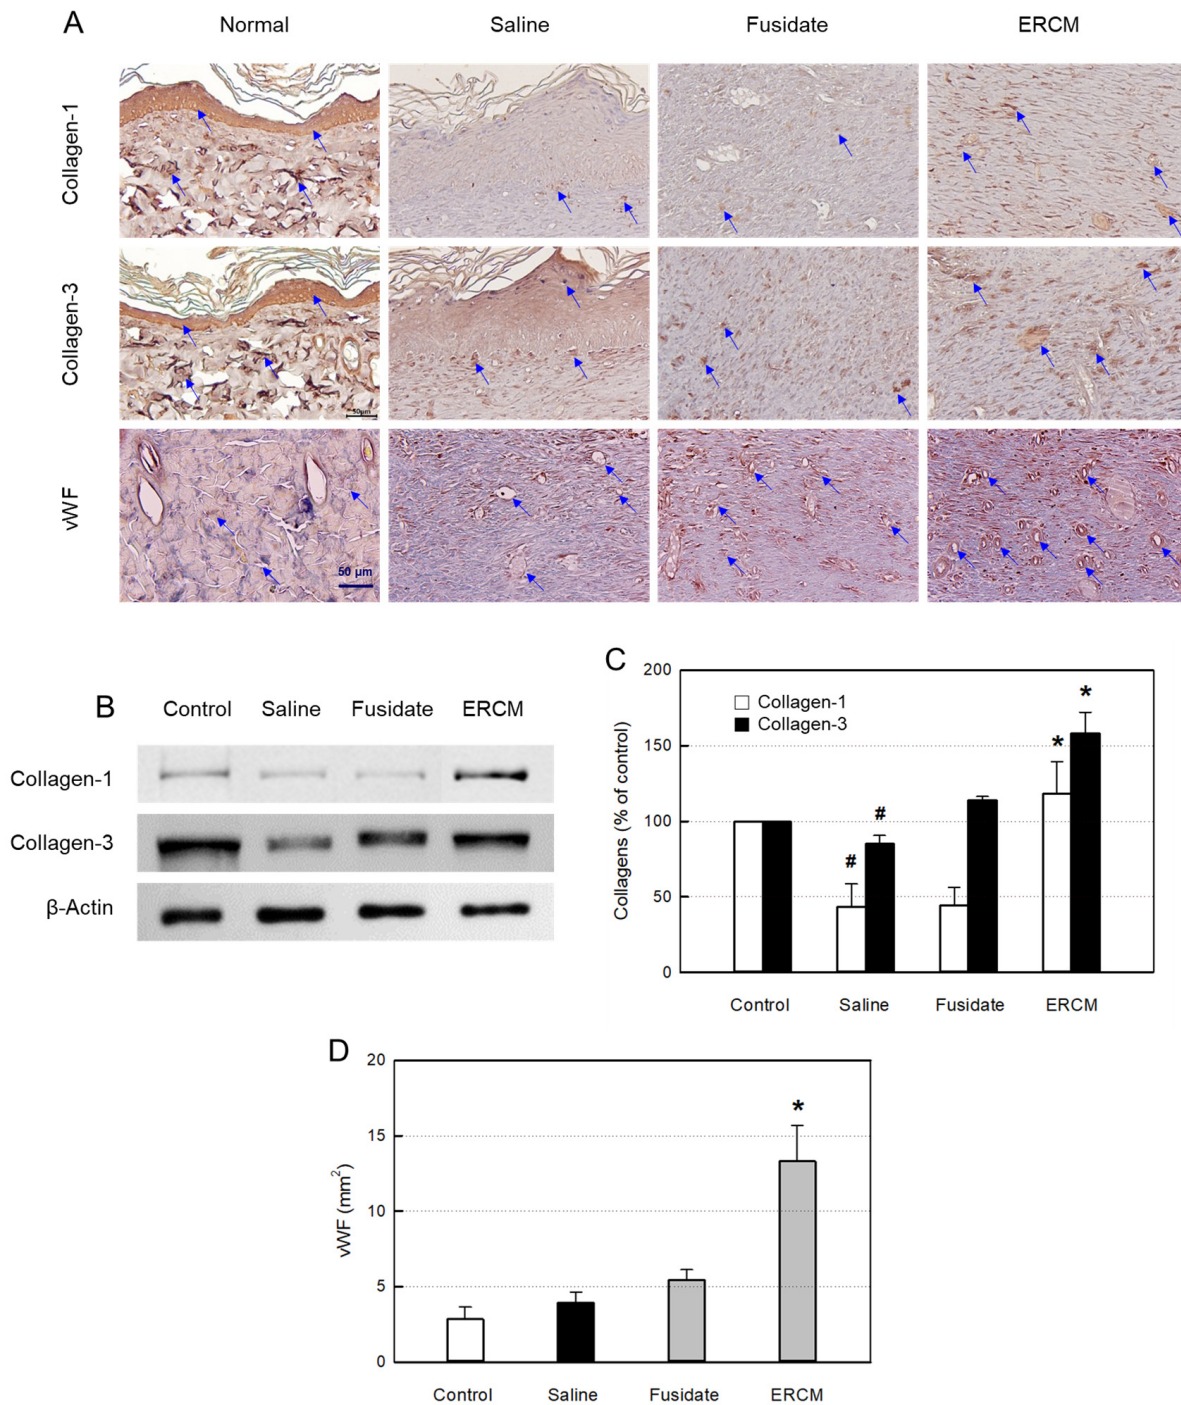 A
Normal Saline Fusidate ERCM
Collagen-1
Collagen-3
50μm
vWF
50 μm
B
Control Saline Fusidate ERCM
Collagen-1
Collagen-3
β-Actin
C
Collagens (% of control)
200
150
100
50
0
Collagen-1
Collagen-3
# # * *
Control Saline Fusidate ERCM
D
vWF (mm²)
20
15
10
5
0
*
Control Saline Fusidate ERCM